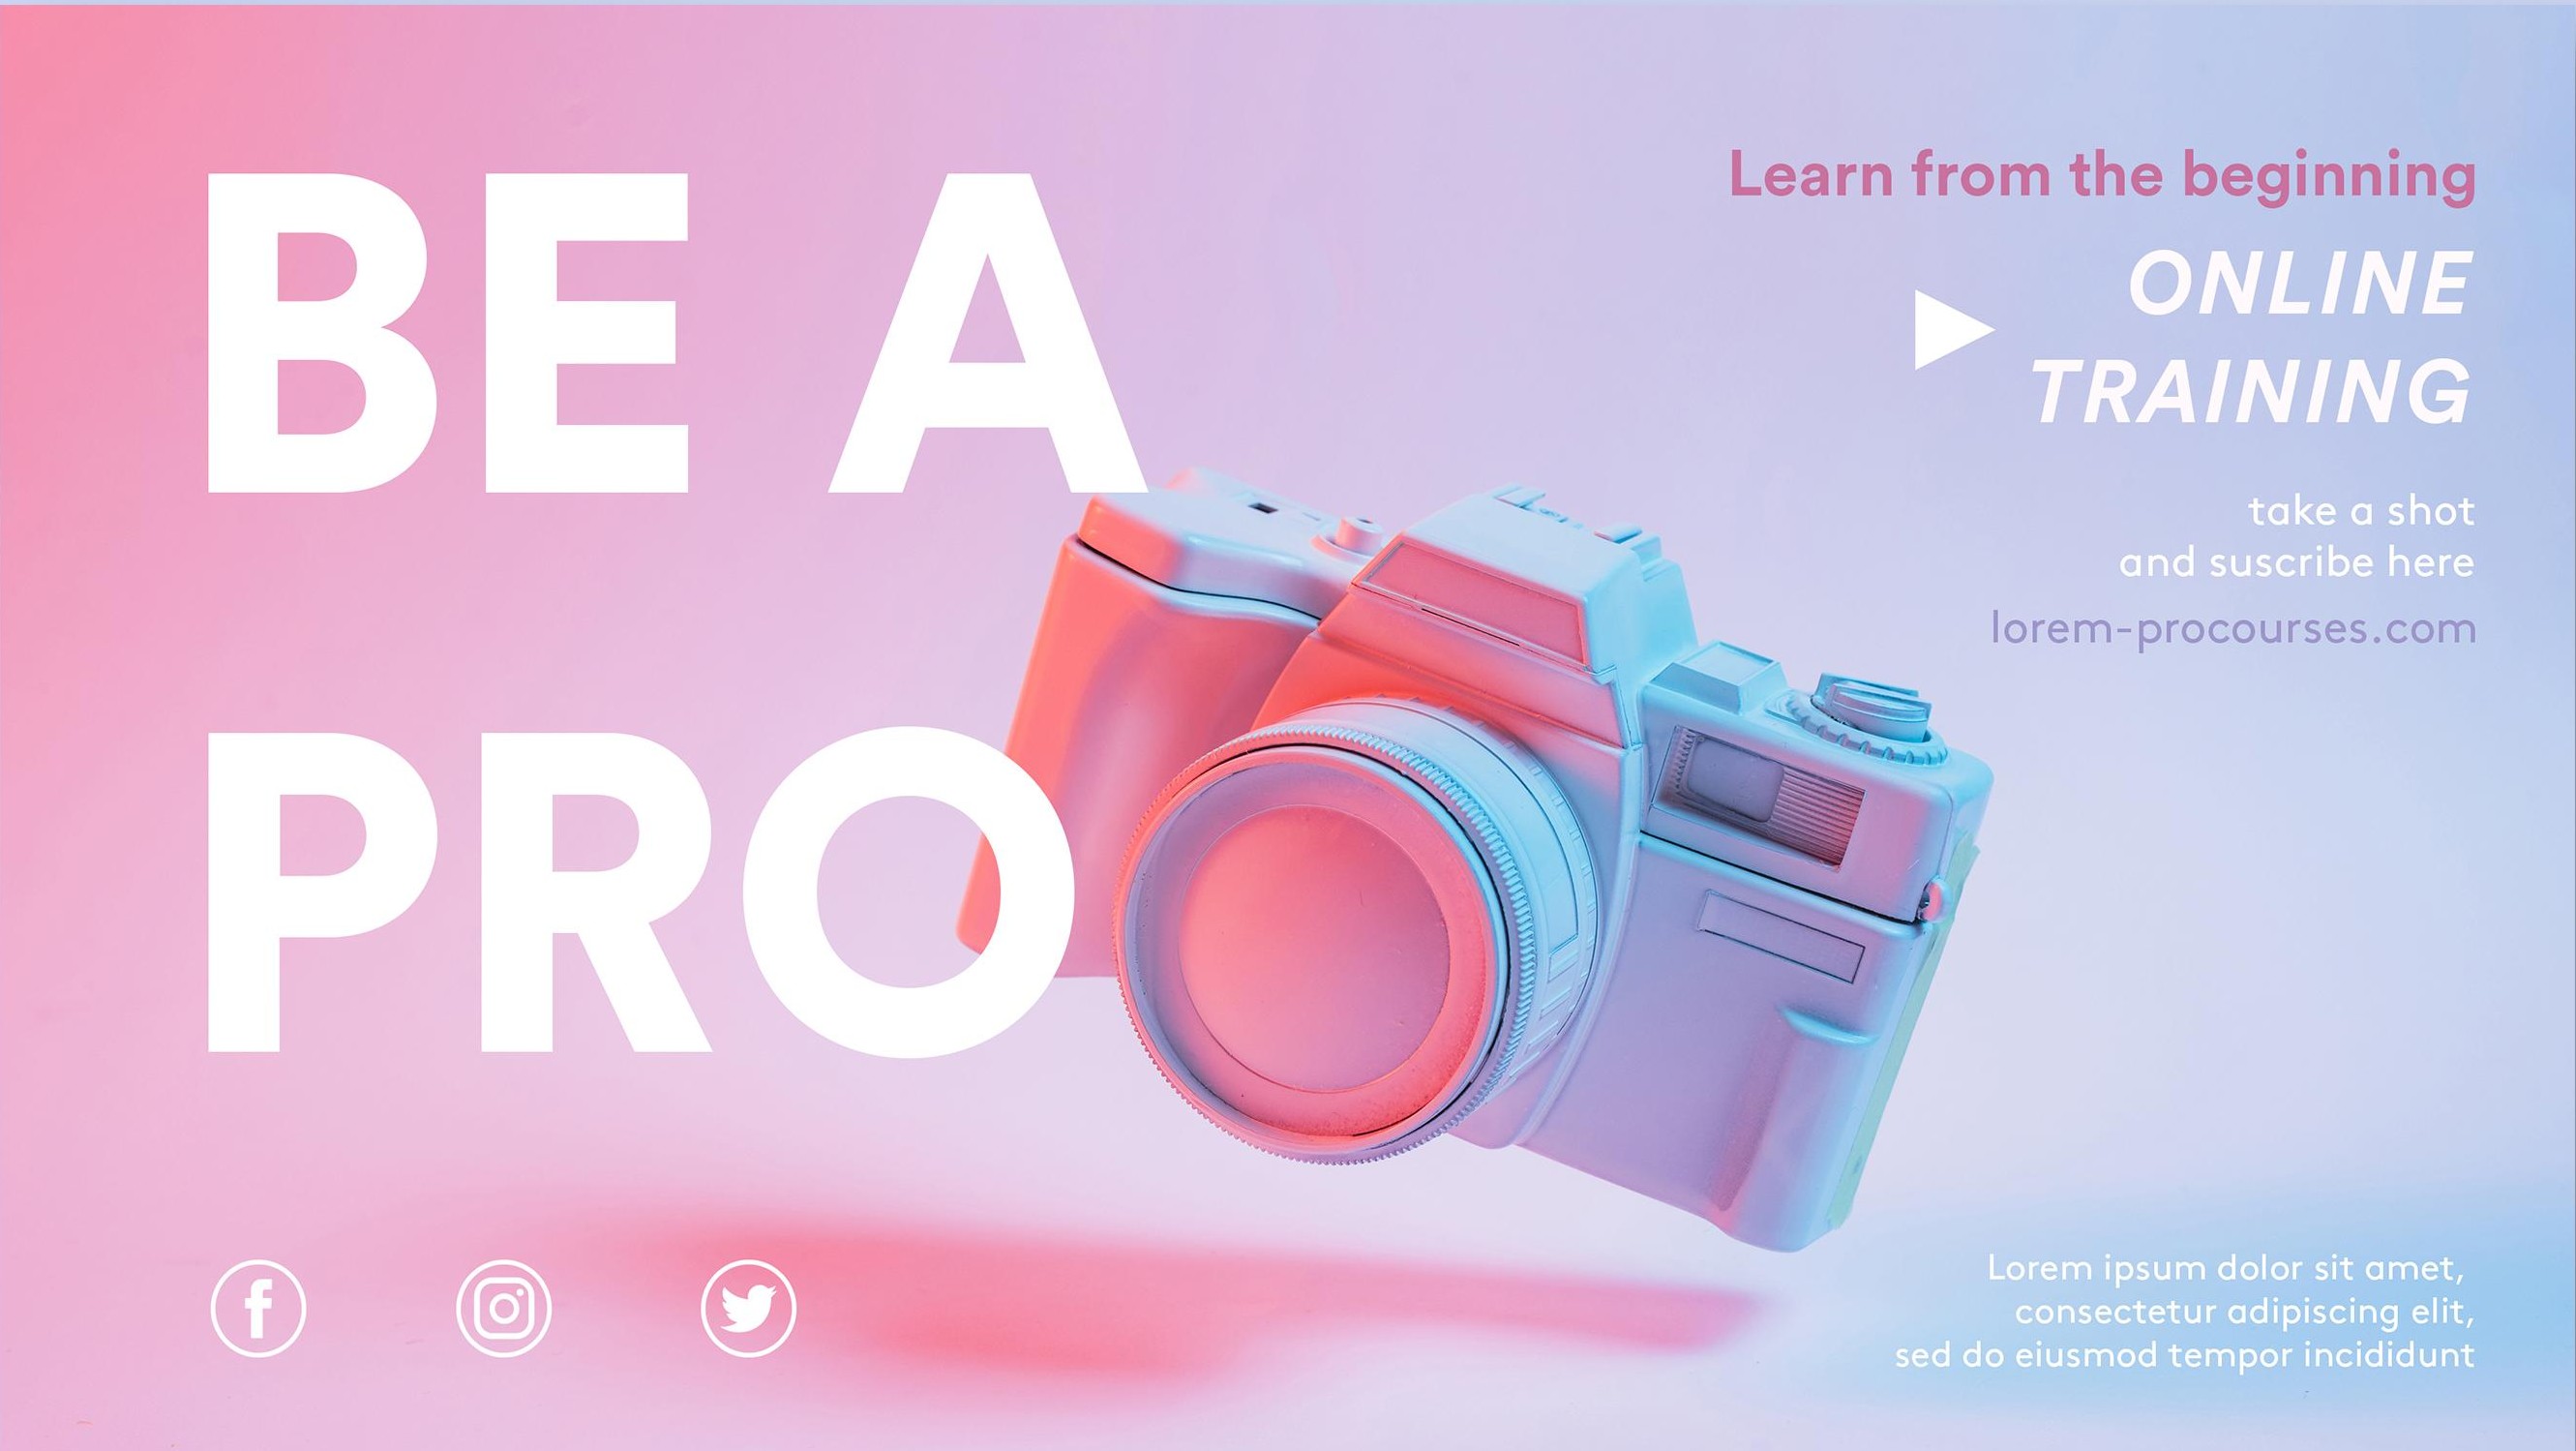 BE A
PRO
Learn from the beginning
ONLINE
TRAINING
take a shot
and suscribe here
lorem-procourses.com
Lorem ipsum dolor sit amet,
consectetur adipiscing elit,
sed do eiusmod tempor incididunt